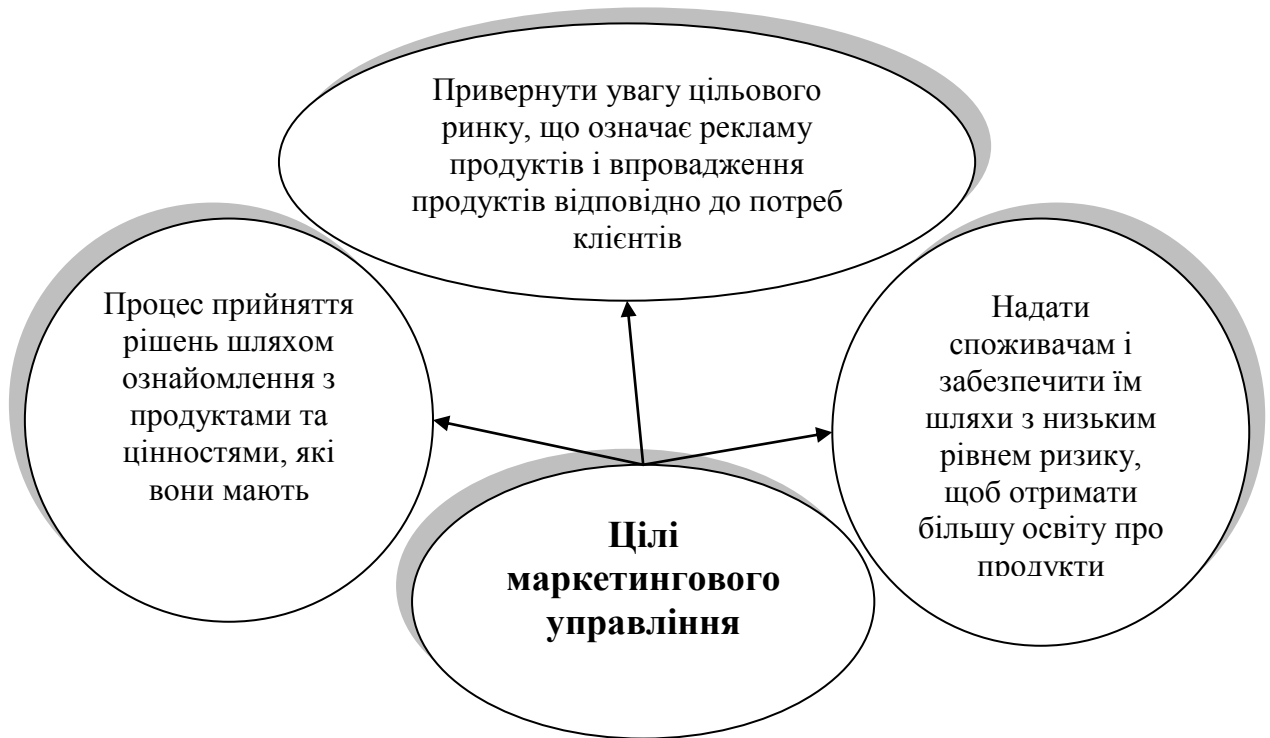 Привернути увагу цільового
ринку, що означає рекламу
продуктів і впровадження
продуктів відповідно до потреб
клієнтів
Процес прийняття
рішень шляхом
ознайомлення з
продуктами та
цінностями, які
вони мають
Надати
споживачам і
забезпечити їм
шляхи з низьким
рівнем ризику,
щоб отримати
більшу освіту про
продукти
Цілі
маркетингового
управління